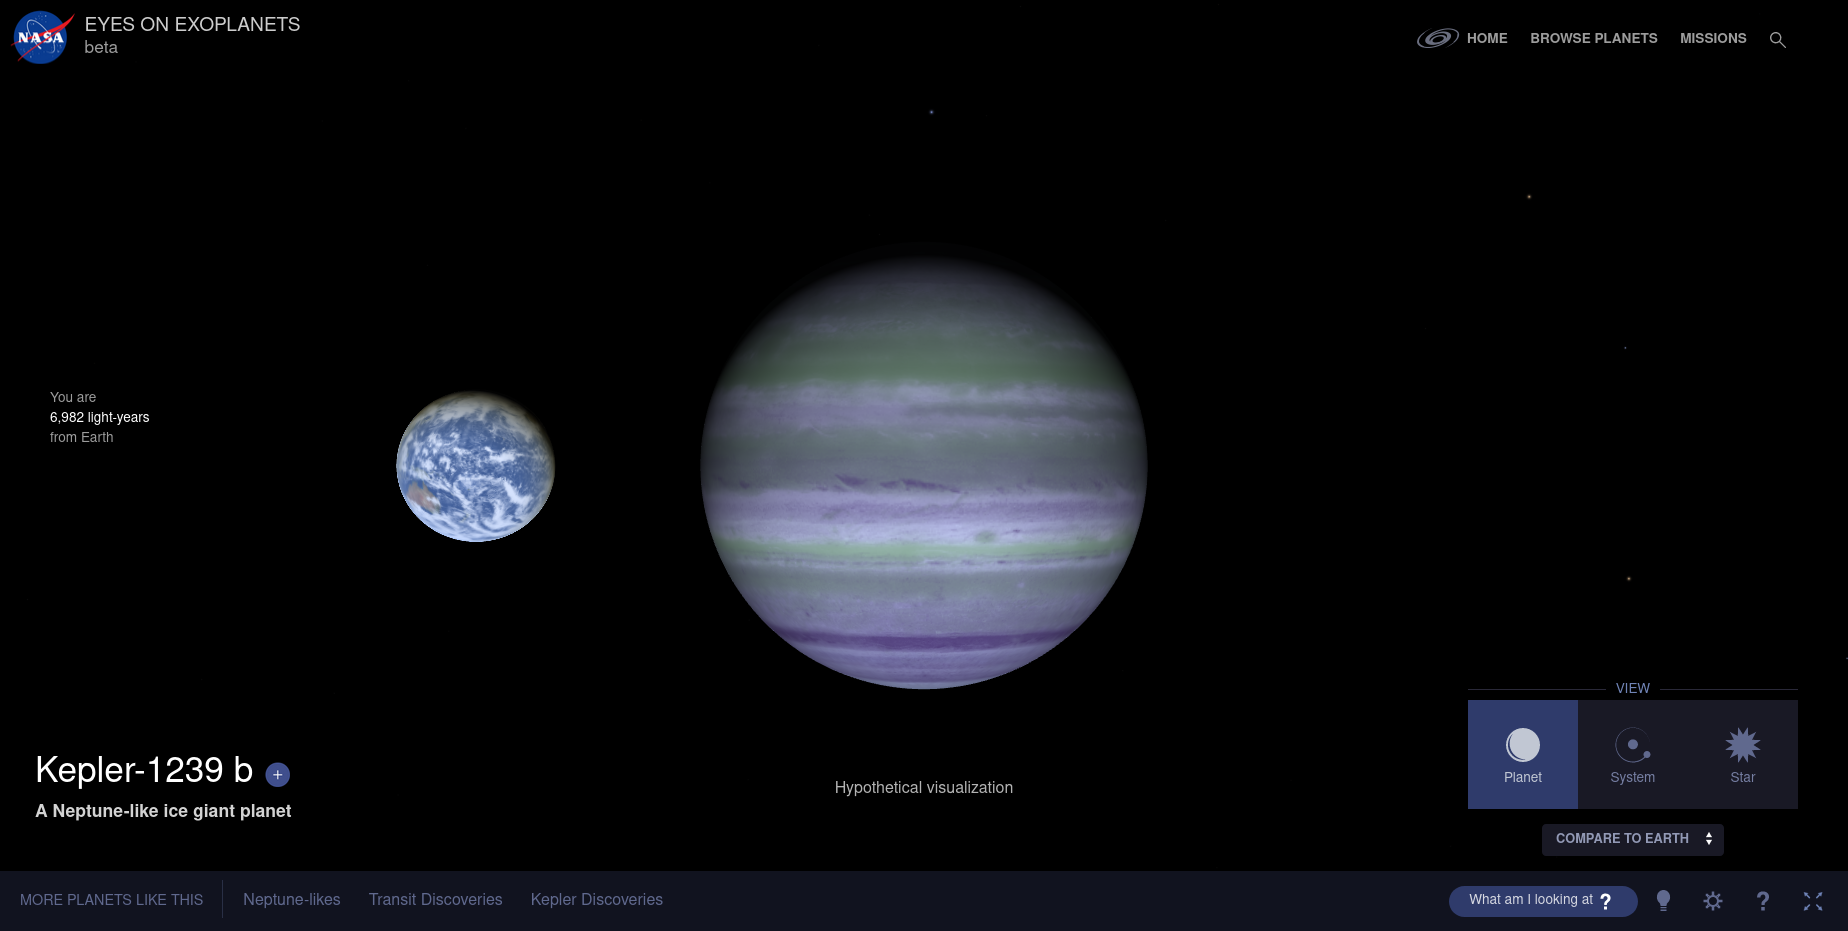 NASA
EYES ON EXOPLANETS
beta
HOME BROWSE PLANETS MISSIONS
You are
6,982 light-years
from Earth
Kepler-1239 b +
A Neptune-like ice giant planet
Hypothetical visualization
VIEW
Planet System Star
COMPARE TO EARTH
MORE PLANETS LIKE THIS Neptune-likes Transit Discoveries Kepler Discoveries
What am I looking at ? ?